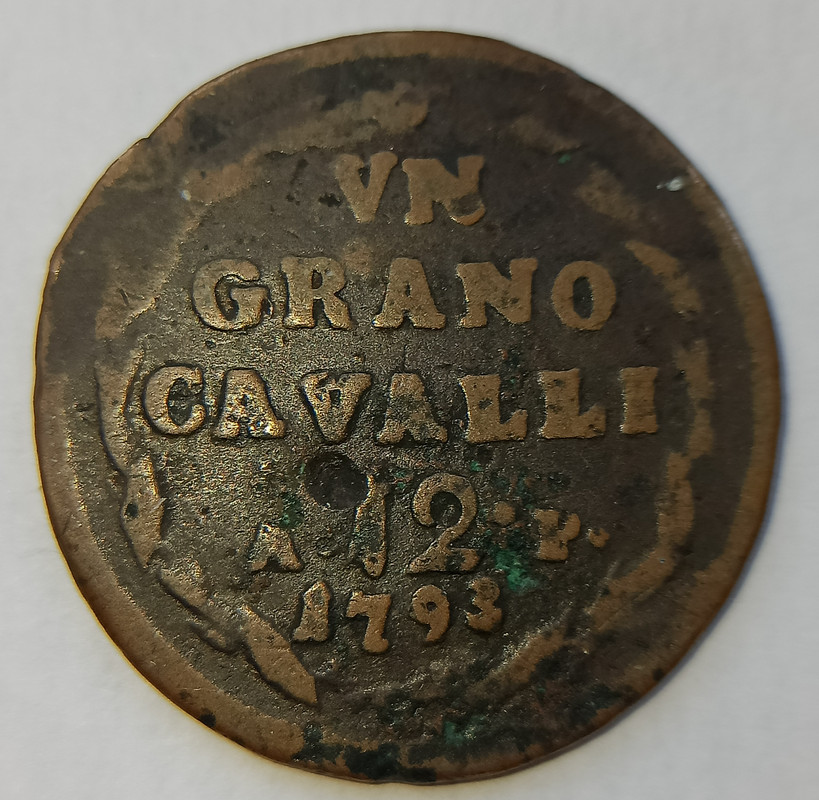 VN
GRANO
CAVALLI
A 12 · P.
1793